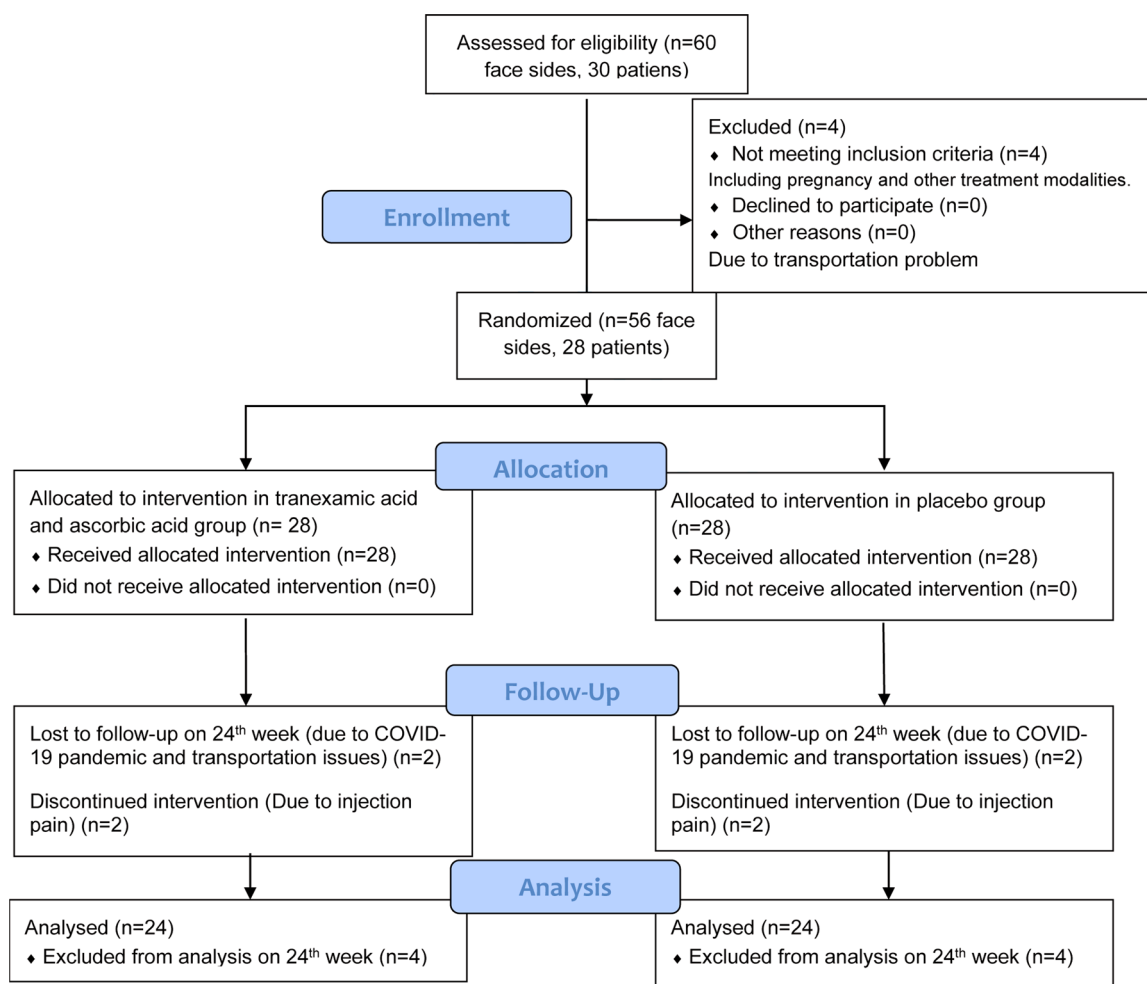 Assessed for eligibility (n=60
face sides, 30 patiens)
Excluded (n=4)
♦ Not meeting inclusion criteria (n=4)
Including pregnancy and other treatment modalities.
♦ Declined to participate (n=0)
♦ Other reasons (n=0)
Due to transportation problem
Enrollment
Randomized (n=56 face
sides, 28 patients)
Allocation
Allocated to intervention in tranexamic acid
and ascorbic acid group (n= 28)
♦ Received allocated intervention (n=28)
♦ Did not receive allocated intervention (n=0)
Allocated to intervention in placebo group
(n=28)
♦ Received allocated intervention (n=28)
♦ Did not receive allocated intervention (n=0)
Follow-Up
Lost to follow-up on 24th week (due to COVID-
19 pandemic and transportation issues) (n=2)
Discontinued intervention (Due to injection
pain) (n=2)
Lost to follow-up on 24th week (due to COVID-
19 pandemic and transportation issues) (n=2)
Discontinued intervention (Due to injection
pain) (n=2)
Analysis
Analysed (n=24)
♦ Excluded from analysis on 24th week (n=4)
Analysed (n=24)
♦ Excluded from analysis on 24th week (n=4)